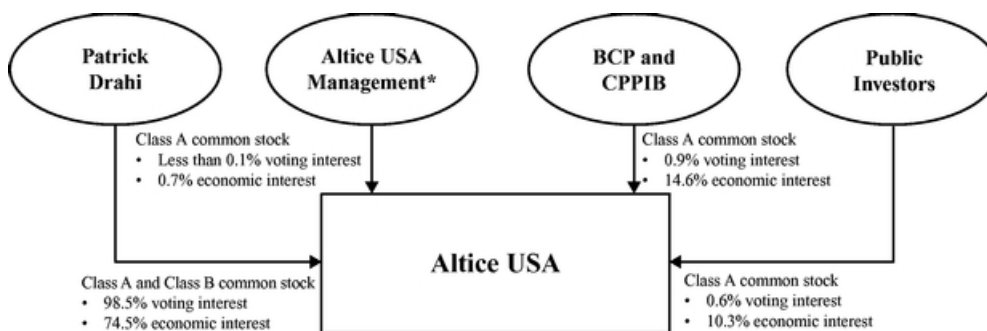 Patrick
Drahi
Altice USA
Management*
BCP and
CPPIB
Public
Investors
Class A common stock
• Less than 0.1% voting interest
• 0.7% economic interest
Class A common stock
• 0.9% voting interest
• 14.6% economic interest
Altice USA
Class A and Class B common stock
• 98.5% voting interest
• 74.5% economic interest
Class A common stock
• 0.6% voting interest
• 10.3% economic interest